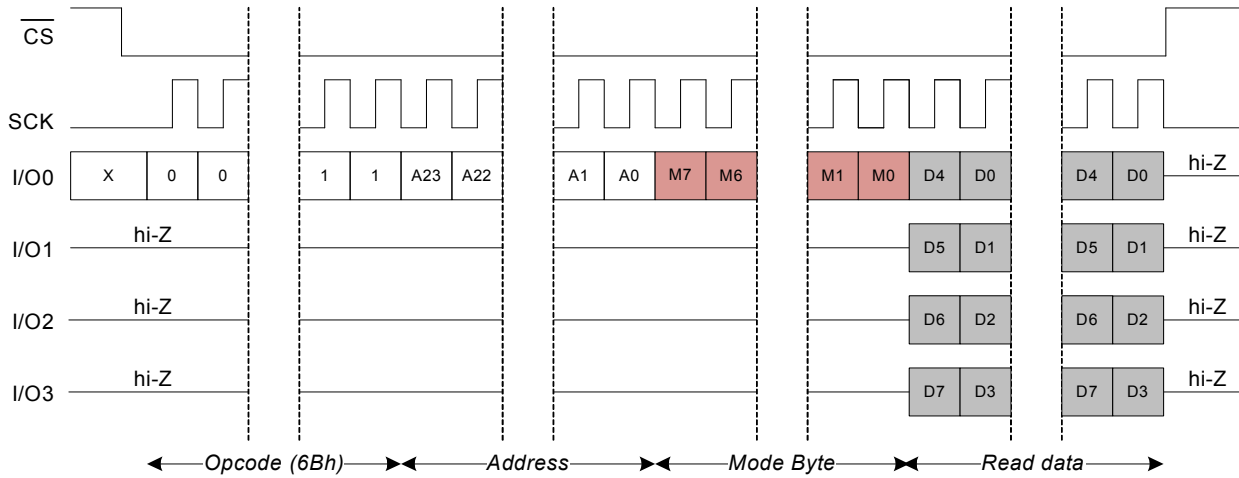 CS
SCK
I/O0 X 0 0 1 1 A23 A22 A1 A0 M7 M6 M1 M0 D4 D0 D4 D0 hi-Z
hi-Z
I/O1 D5 D1 D5 D1 hi-Z
hi-Z
I/O2 D6 D2 D6 D2 hi-Z
hi-Z
I/O3 D7 D3 D7 D3 hi-Z
Opcode (6Bh) Address Mode Byte Read data